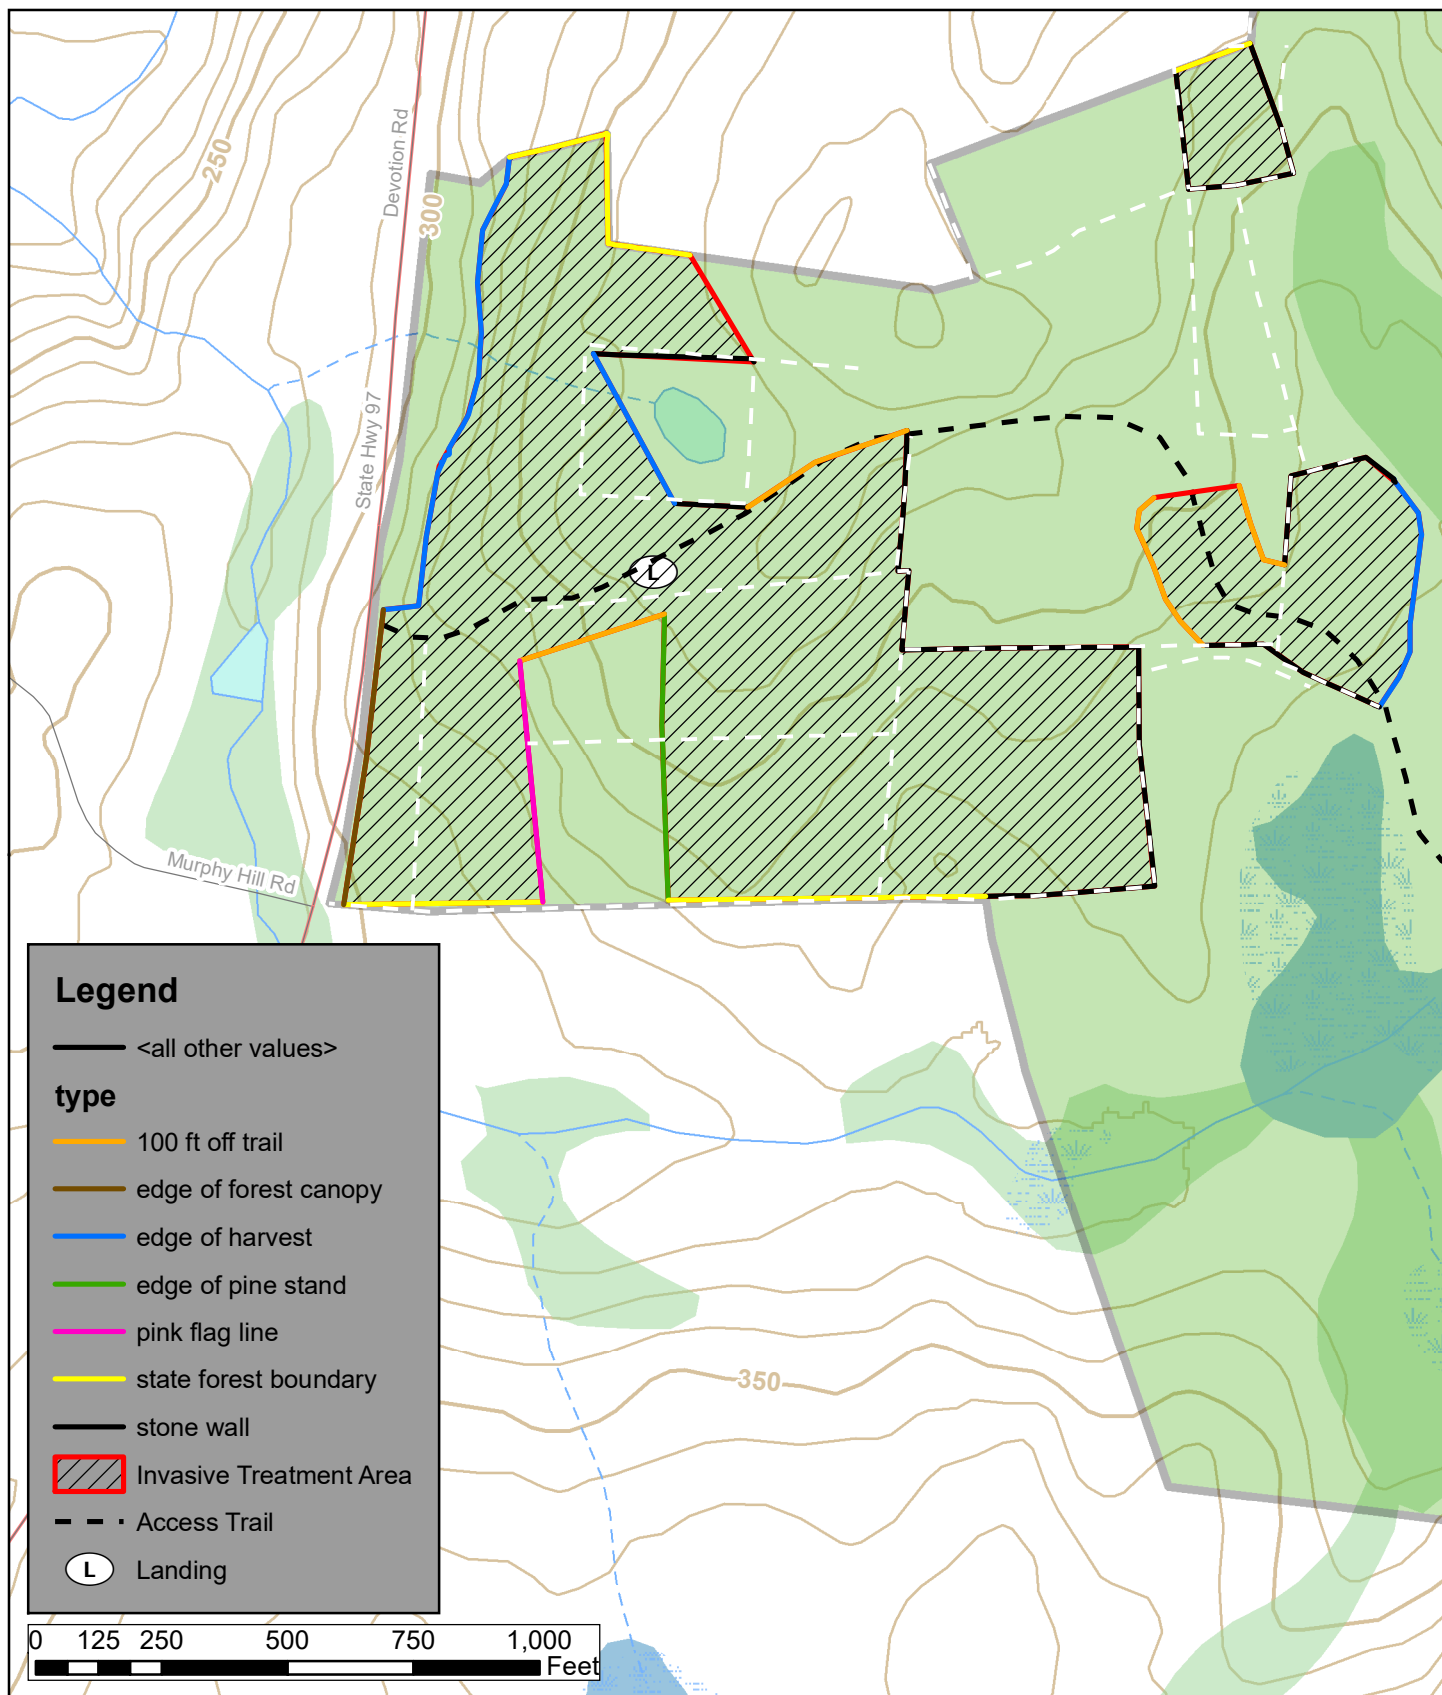 250
Devotion Rd
300
State Hwy 97
L
Murphy Hill Rd
350
Legend
<all other values>
type
100 ft off trail
edge of forest canopy
edge of harvest
edge of pine stand
pink flag line
state forest boundary
stone wall
Invasive Treatment Area
Access Trail
L Landing
0 125 250 500 750 1,000
Feet